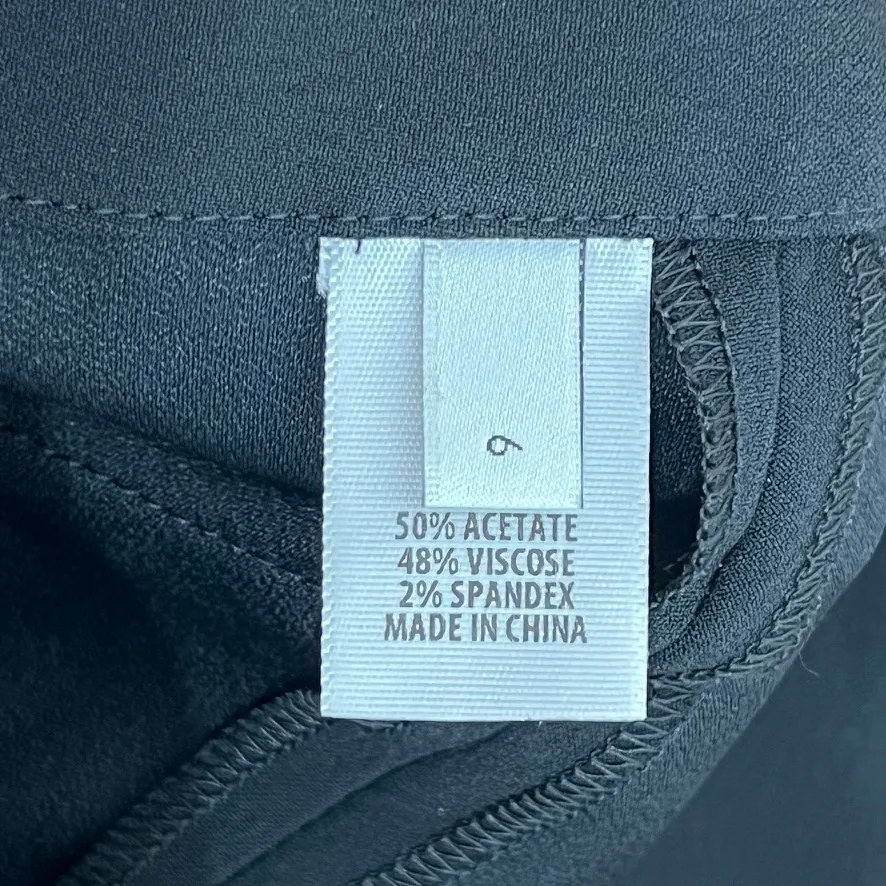 6
50% ACETATE
48% VISCOSE
2% SPANDEX
MADE IN CHINA